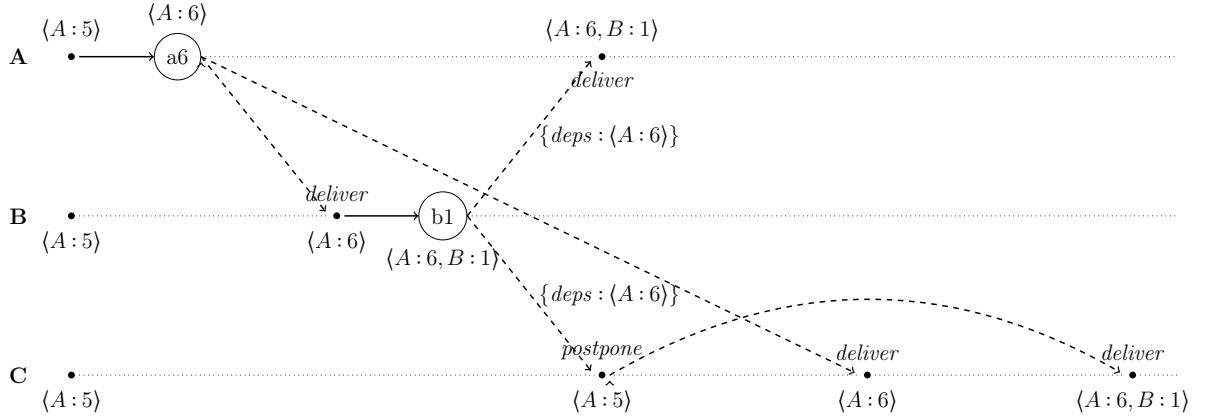 ⟨A : 6⟩
⟨A : 5⟩
⟨A : 6, B : 1⟩
A
a6
deliver
{deps : ⟨A : 6⟩}
deliver
B
b1
⟨A : 5⟩
⟨A : 6⟩
⟨A : 6, B : 1⟩
{deps : ⟨A : 6⟩}
postpone
deliver
deliver
C
⟨A : 5⟩
⟨A : 5⟩
⟨A : 6⟩
⟨A : 6, B : 1⟩